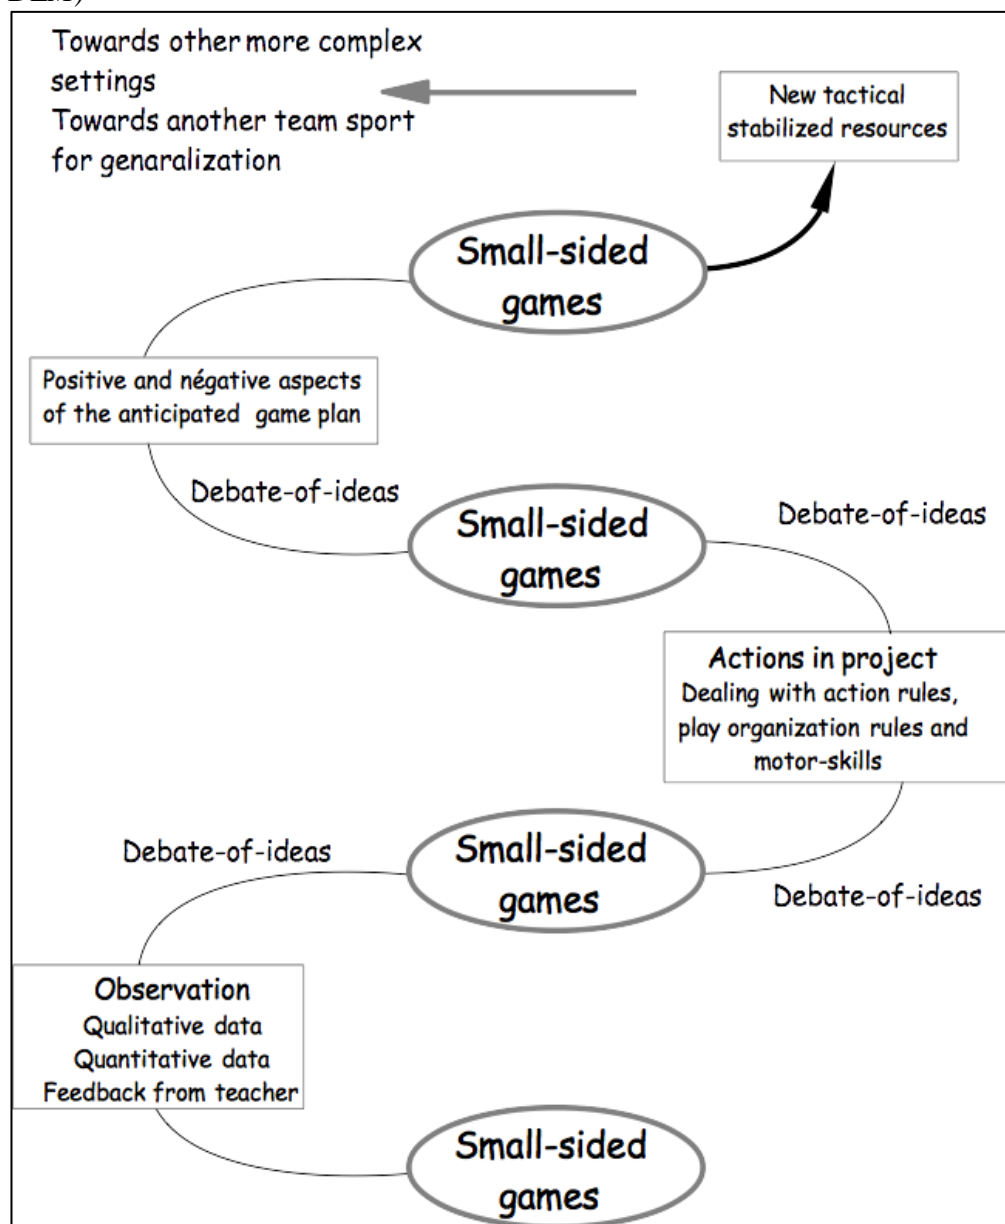 DLM)
Towards other more complex
settings
Towards another team sport
for genaralization
New tactical
stabilized resources
Small-sided
games
Positive and négative aspects
of the anticipated game plan
Debate-of-ideas
Small-sided
games
Debate-of-ideas
Actions in project
Dealing with action rules,
play organization rules and
motor-skills
Debate-of-ideas
Small-sided
games
Debate-of-ideas
Observation
Qualitative data
Quantitative data
Feedback from teacher
Small-sided
games